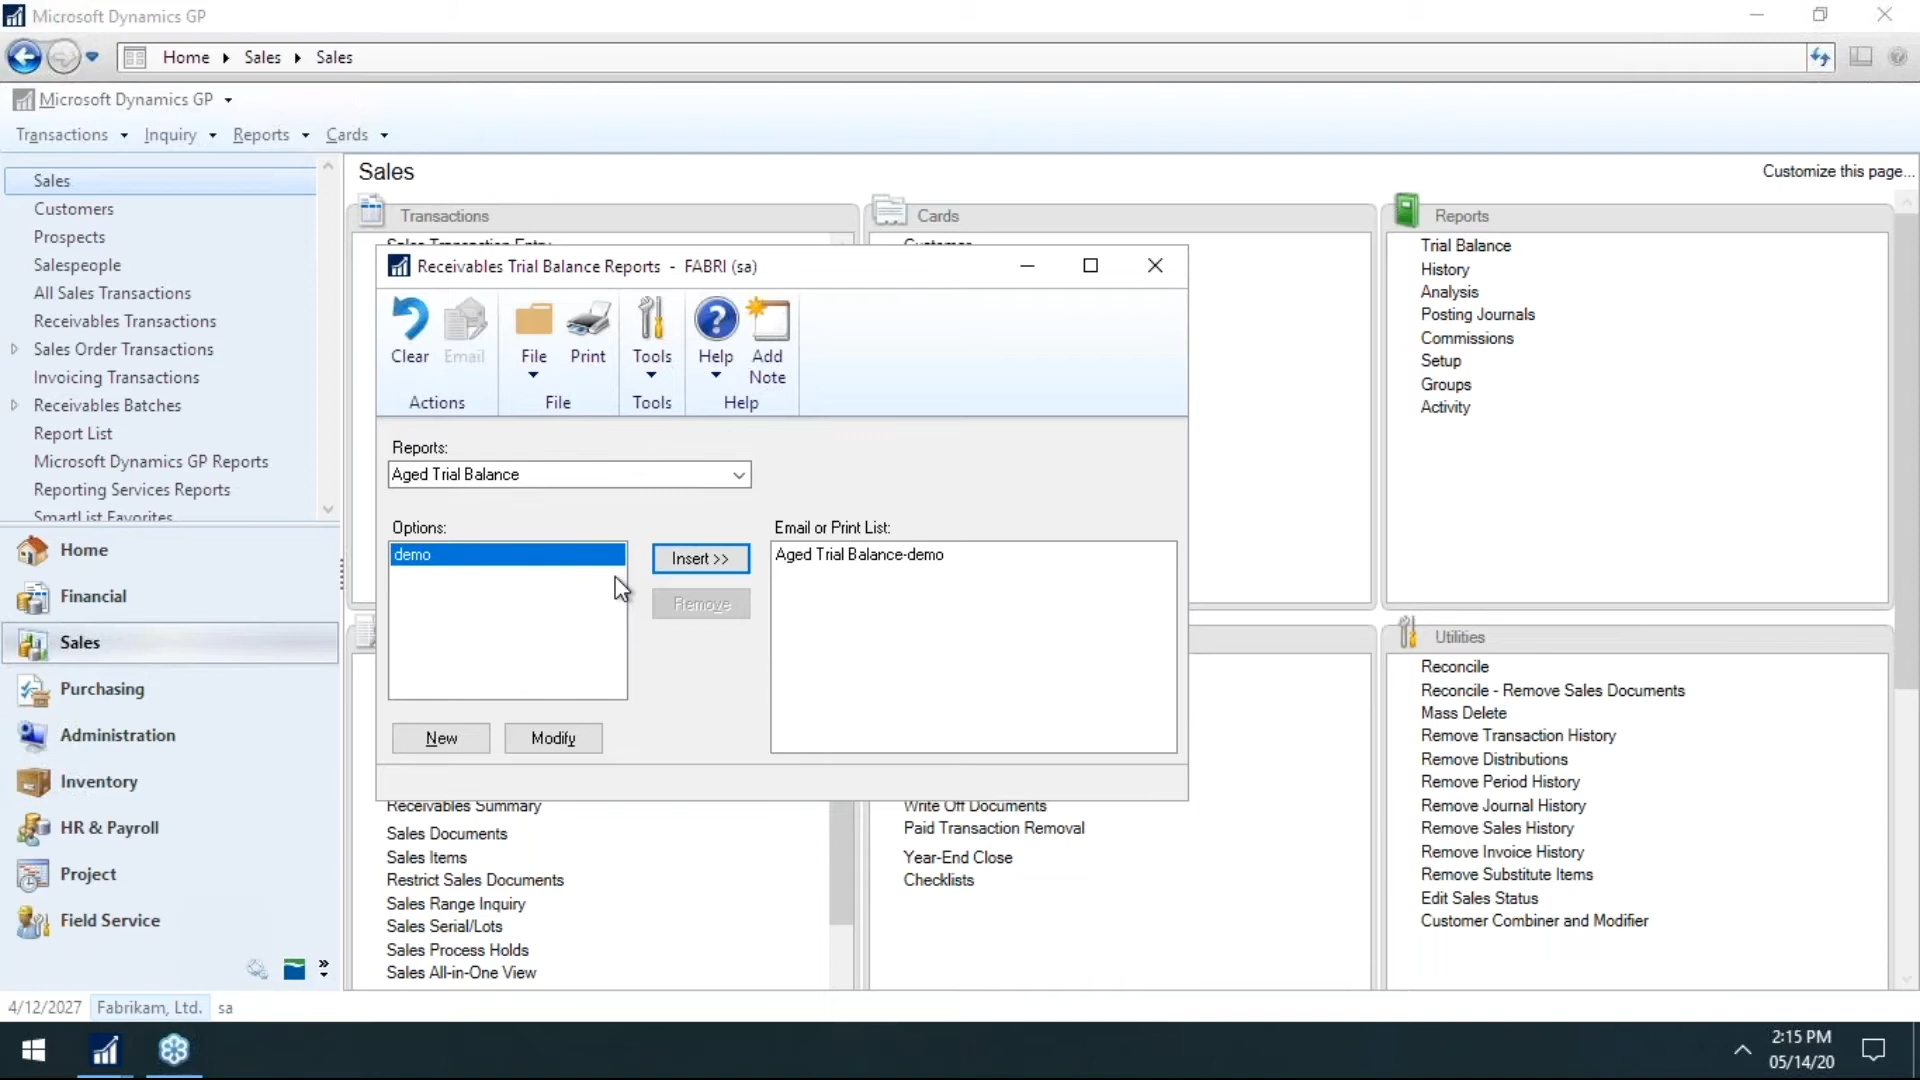 Microsoft Dynamics GP
Home Sales Sales
Microsoft Dynamics GP
Transactions Inquiry Reports Cards
Sales
Customers
Prospects
Salespeople
All Sales Transactions
Receivables Transactions
Sales Order Transactions
Invoicing Transactions
Receivables Batches
Report List
Microsoft Dynamics GP Reports
Reporting Services Reports
SmartList Favorites
Home
Financial
Sales
Purchasing
Administration
Inventory
HR & Payroll
Project
Field Service
Sales
Customize this page...
Transactions
Sales Transaction Entry
Cards
Customer
Reports
Trial Balance
History
Analysis
Posting Journals
Commissions
Setup
Groups
Activity
Receivables Trial Balance Reports - FABRI (sa)
Clear Email File Print Tools Help Add Note
Actions File Tools Help
Reports:
Aged Trial Balance
Options:
demo
Insert >>
Remove
Email or Print List:
Aged Trial Balance-demo
New Modify
Receivables Summary
Sales Documents
Sales Items
Restrict Sales Documents
Sales Range Inquiry
Sales Serial/Lots
Sales Process Holds
Sales All-in-One View
Write Off Documents
Paid Transaction Removal
Year-End Close
Checklists
Utilities
Reconcile
Reconcile - Remove Sales Documents
Mass Delete
Remove Transaction History
Remove Distributions
Remove Period History
Remove Journal History
Remove Sales History
Remove Invoice History
Remove Substitute Items
Edit Sales Status
Customer Combiner and Modifier
4/12/2027 Fabrikam, Ltd. sa
2:15 PM
05/14/20